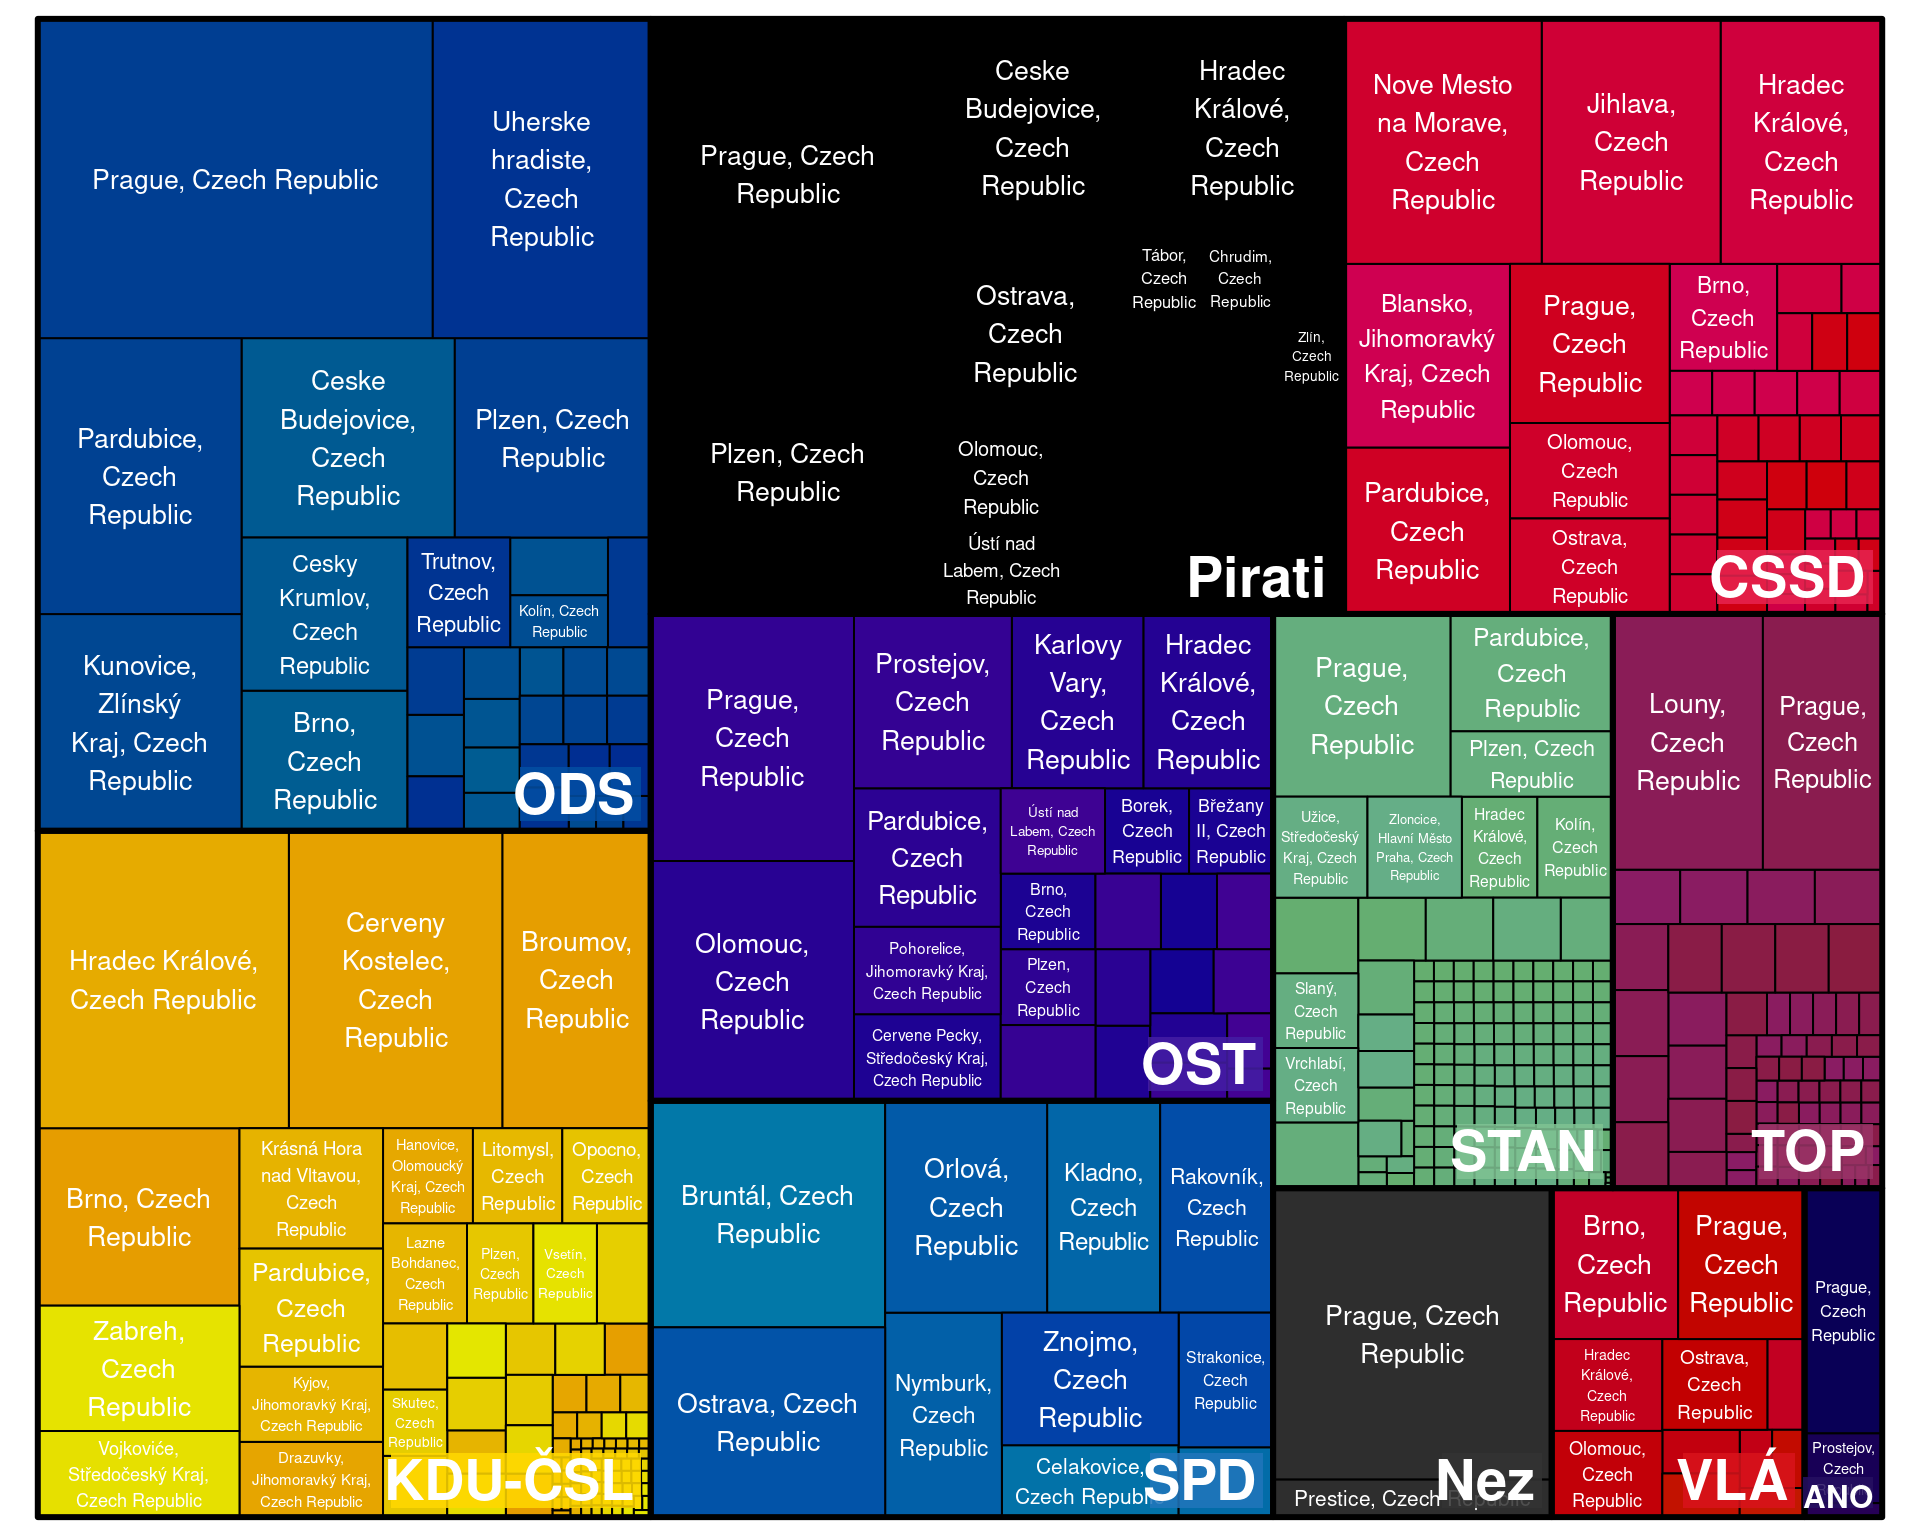 Prague, Czech Republic
Uherske
hradiste,
Czech
Republic
Pardubice,
Czech
Republic
Ceske
Budejovice,
Czech
Republic
Plzen, Czech
Republic
Kunovice,
Zlínský
Kraj, Czech
Republic
Cesky
Krumlov,
Czech
Republic
Trutnov,
Czech
Republic
Kolín, Czech
Republic
Brno,
Czech
Republic
ODS
Prague, Czech
Republic
Ceske
Budejovice,
Czech
Republic
Hradec
Králové,
Czech
Republic
Tábor,
Czech
Republic
Chrudim,
Czech
Republic
Ostrava,
Czech
Republic
Zlín,
Czech
Republic
Plzen, Czech
Republic
Olomouc,
Czech
Republic
Ústí nad
Labem, Czech
Republic
Pirati
Nove Mesto
na Morave,
Czech
Republic
Jihlava,
Czech
Republic
Hradec
Králové,
Czech
Republic
Blansko,
Jihomoravký
Kraj, Czech
Republic
Prague,
Czech
Republic
Brno,
Czech
Republic
Pardubice,
Czech
Republic
Olomouc,
Czech
Republic
Ostrava,
Czech
Republic
CSSD
Hradec Králové,
Czech Republic
Cerveny
Kostelec,
Czech
Republic
Broumov,
Czech
Republic
Brno, Czech
Republic
Krásná Hora
nad Vltavou,
Czech
Republic
Hanovice,
Olomoucký
Kraj, Czech
Republic
Litomysl,
Czech
Republic
Opocno,
Czech
Republic
Pardubice,
Czech
Republic
Lazne
Bohdanec,
Czech
Republic
Plzen,
Czech
Republic
Vsetín,
Czech
Republic
Zabreh,
Czech
Republic
Kyjov,
Jihomoravký Kraj,
Czech Republic
Skutec,
Czech
Republic
Vojkoviće,
Středočeský Kraj,
Czech Republic
Drazuvky,
Jihomoravký Kraj,
Czech Republic
KDU-ČSL
Prague,
Czech
Republic
Prostejov,
Czech
Republic
Karlovy
Vary,
Czech
Republic
Hradec
Králové,
Czech
Republic
Pardubice,
Czech
Republic
Ústí nad
Labem, Czech
Republic
Borek,
Czech
Republic
Břežany
II, Czech
Republic
Olomouc,
Czech
Republic
Brno,
Czech
Republic
Pohorelice,
Jihomoravký Kraj,
Czech Republic
Plzen,
Czech
Republic
Cervene Pecky,
Středočeský Kraj,
Czech Republic
OST
Prague,
Czech
Republic
Pardubice,
Czech
Republic
Plzen, Czech
Republic
Užice,
Středočeský
Kraj, Czech
Republic
Zloncice,
Hlavní Město
Praha, Czech
Republic
Hradec
Králové,
Czech
Republic
Kolín,
Czech
Republic
Slaný,
Czech
Republic
Vrchlabí,
Czech
Republic
STAN
Louny,
Czech
Republic
Prague,
Czech
Republic
TOP
Bruntál, Czech
Republic
Orlová,
Czech
Republic
Kladno,
Czech
Republic
Rakovník,
Czech
Republic
Ostrava, Czech
Republic
Nymburk,
Czech
Republic
Znojmo,
Czech
Republic
Strakonice,
Czech
Republic
Celakovice,
Czech Republic
SPD
Prague, Czech
Republic
Prestice, Czech Republic
Nez
Brno,
Czech
Republic
Prague,
Czech
Republic
Hradec
Králové,
Czech
Republic
Ostrava,
Czech
Republic
Olomouc,
Czech
Republic
VLÁ
Prague,
Czech
Republic
Prostejov,
Czech
ANO